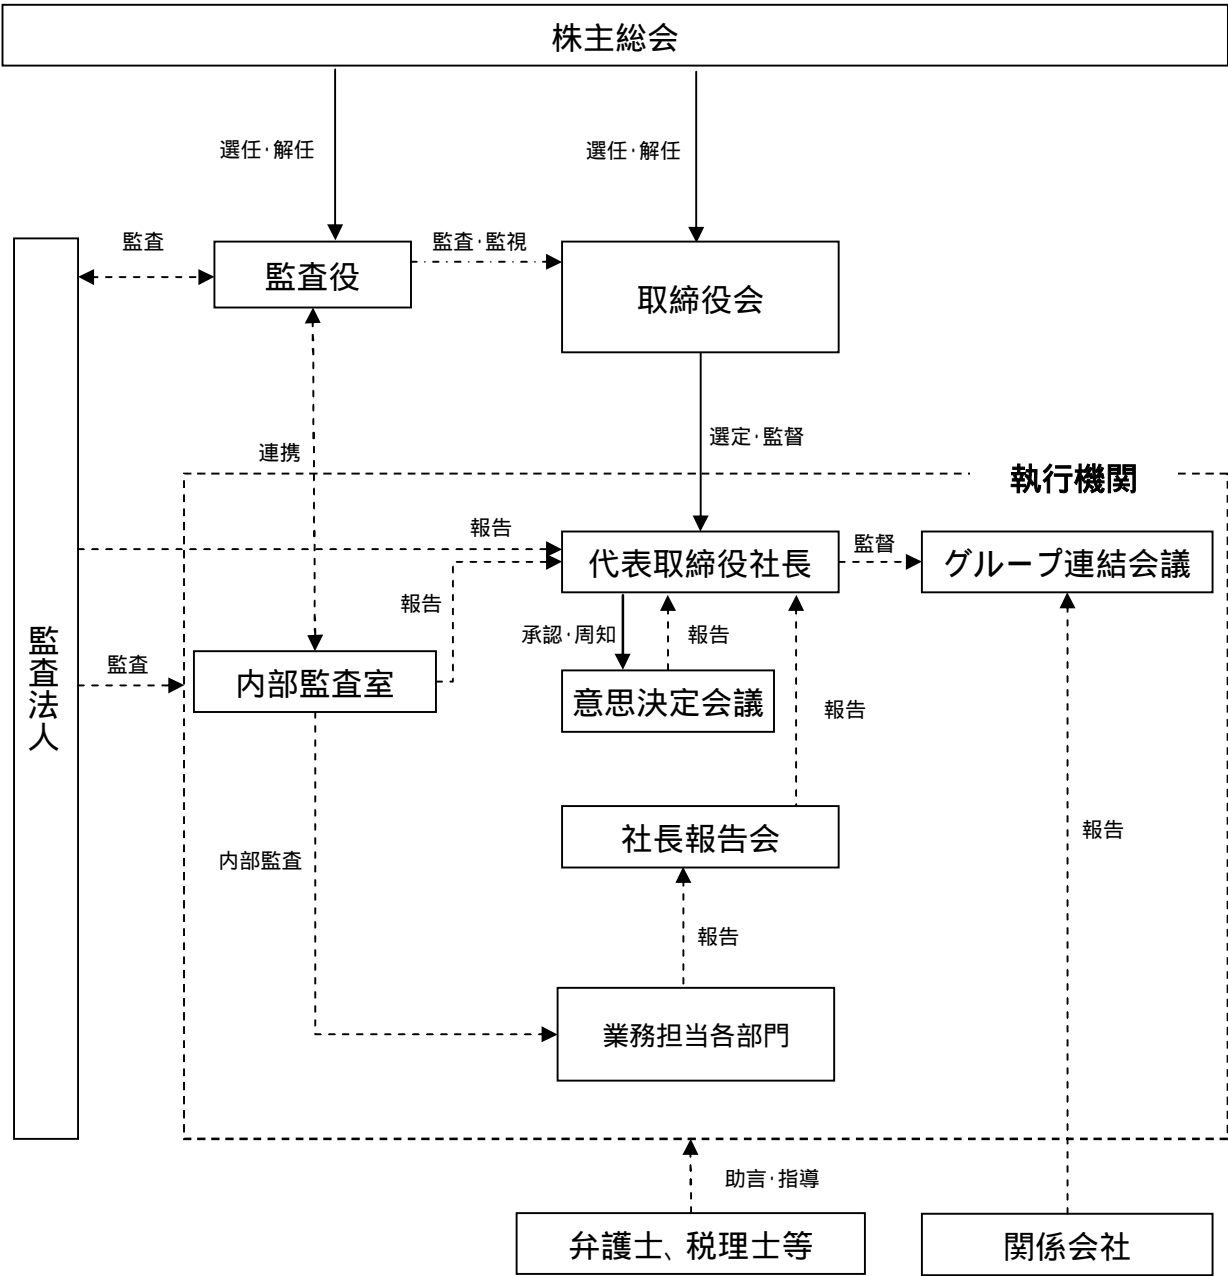 株主総会
選任・解任
選任・解任
監査
監査役
監査・監視
取締役会
選定・監督
連携
執行機関
報告
代表取締役社長
監督
グループ連結会議
報告
承認・周知
報告
監査法人
監査
内部監査室
意思決定会議
報告
社長報告会
報告
内部監査
報告
業務担当各部門
助言・指導
弁護士、税理士等
関係会社